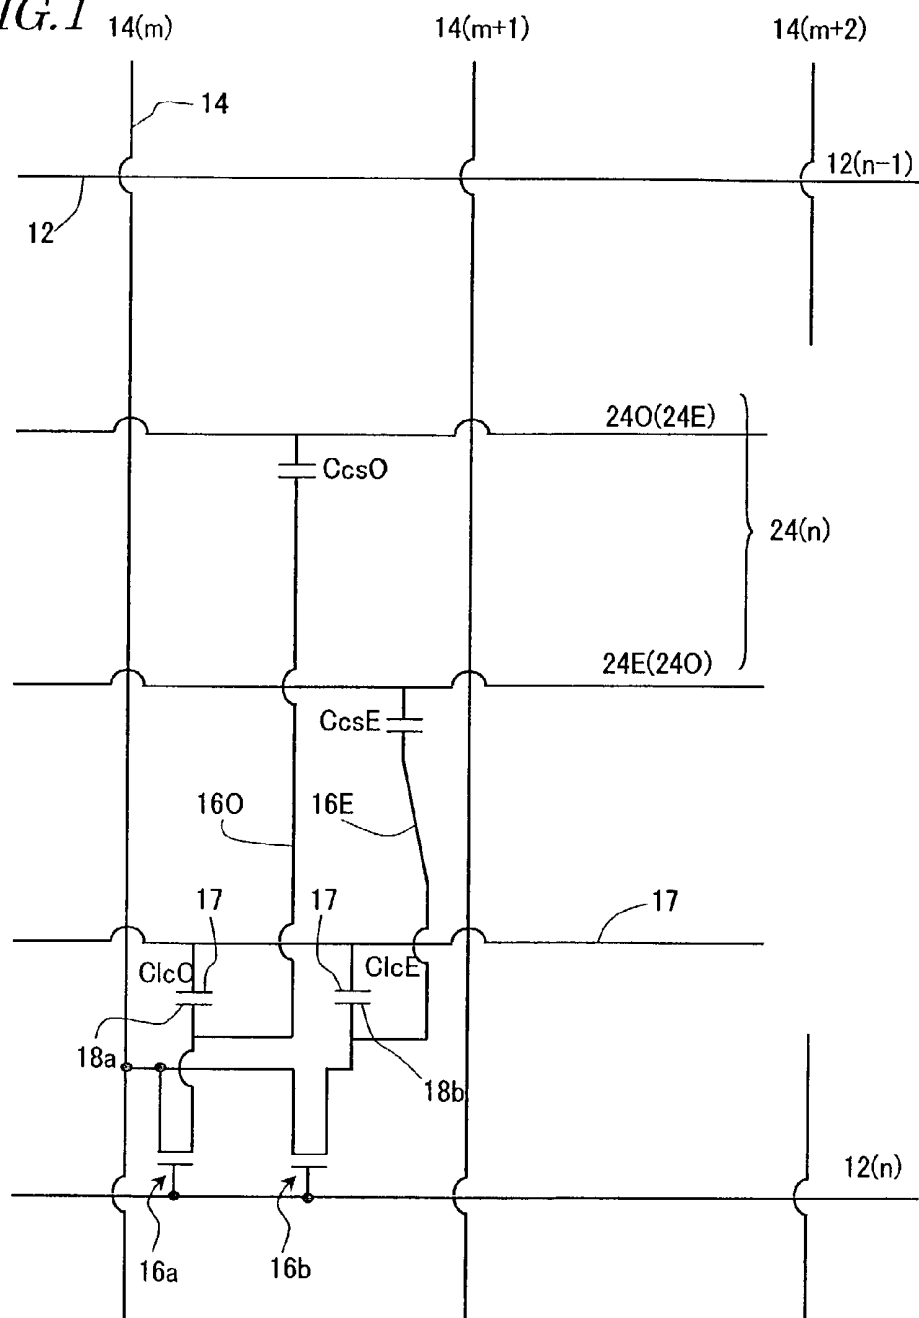 IG.1
14(m)
14(m+1)
14(m+2)
14
12(n-1)
12
24O(24E)
CcsO
24(n)
24E(24O)
CcsE
16O
16E
17
17
17
ClcO
ClcE
18a
18b
12(n)
16a
16b